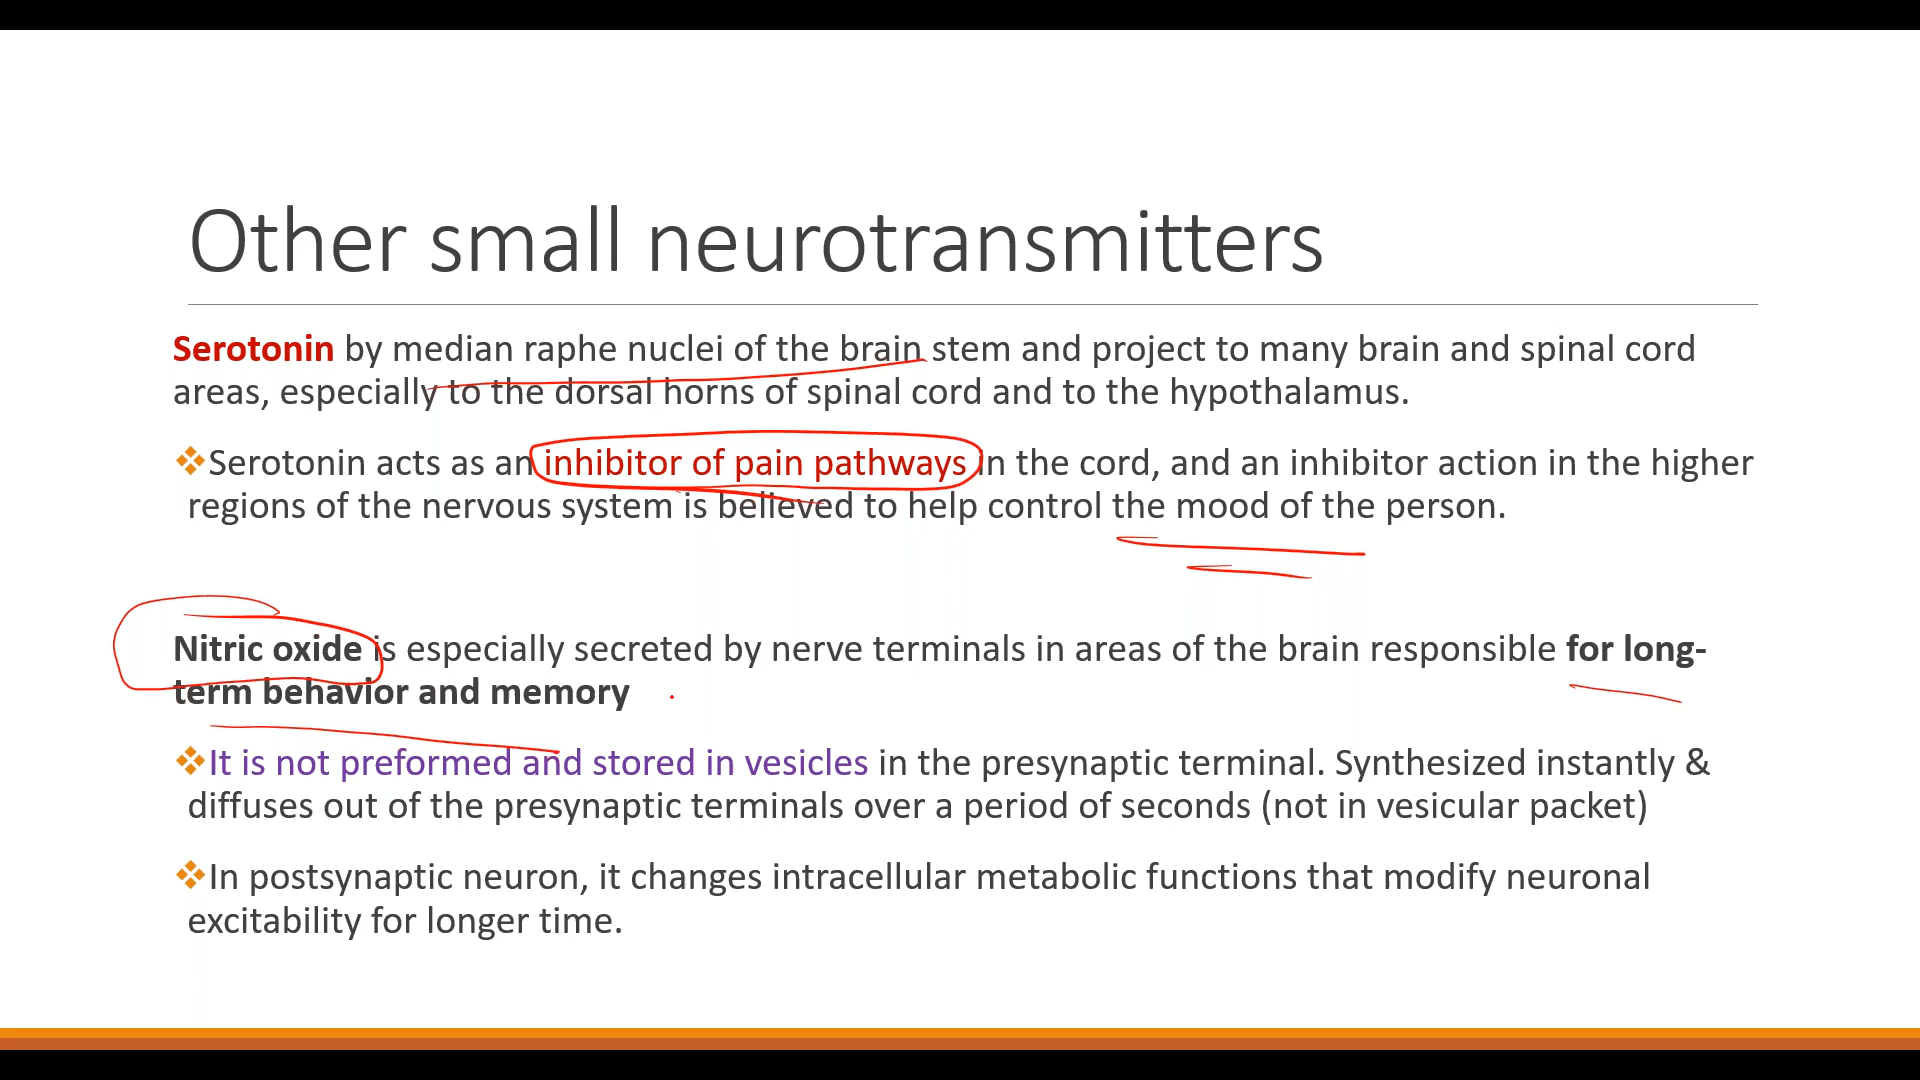 Other small neurotransmitters
Serotonin by median raphe nuclei of the brain stem and project to many brain and spinal cord
areas, especially to the dorsal horns of spinal cord and to the hypothalamus.
❖Serotonin acts as an inhibitor of pain pathways in the cord, and an inhibitor action in the higher
regions of the nervous system is believed to help control the mood of the person.
Nitric oxide is especially secreted by nerve terminals in areas of the brain responsible for long-
term behavior and memory
❖It is not preformed and stored in vesicles in the presynaptic terminal. Synthesized instantly &
diffuses out of the presynaptic terminals over a period of seconds (not in vesicular packet)
❖In postsynaptic neuron, it changes intracellular metabolic functions that modify neuronal
excitability for longer time.